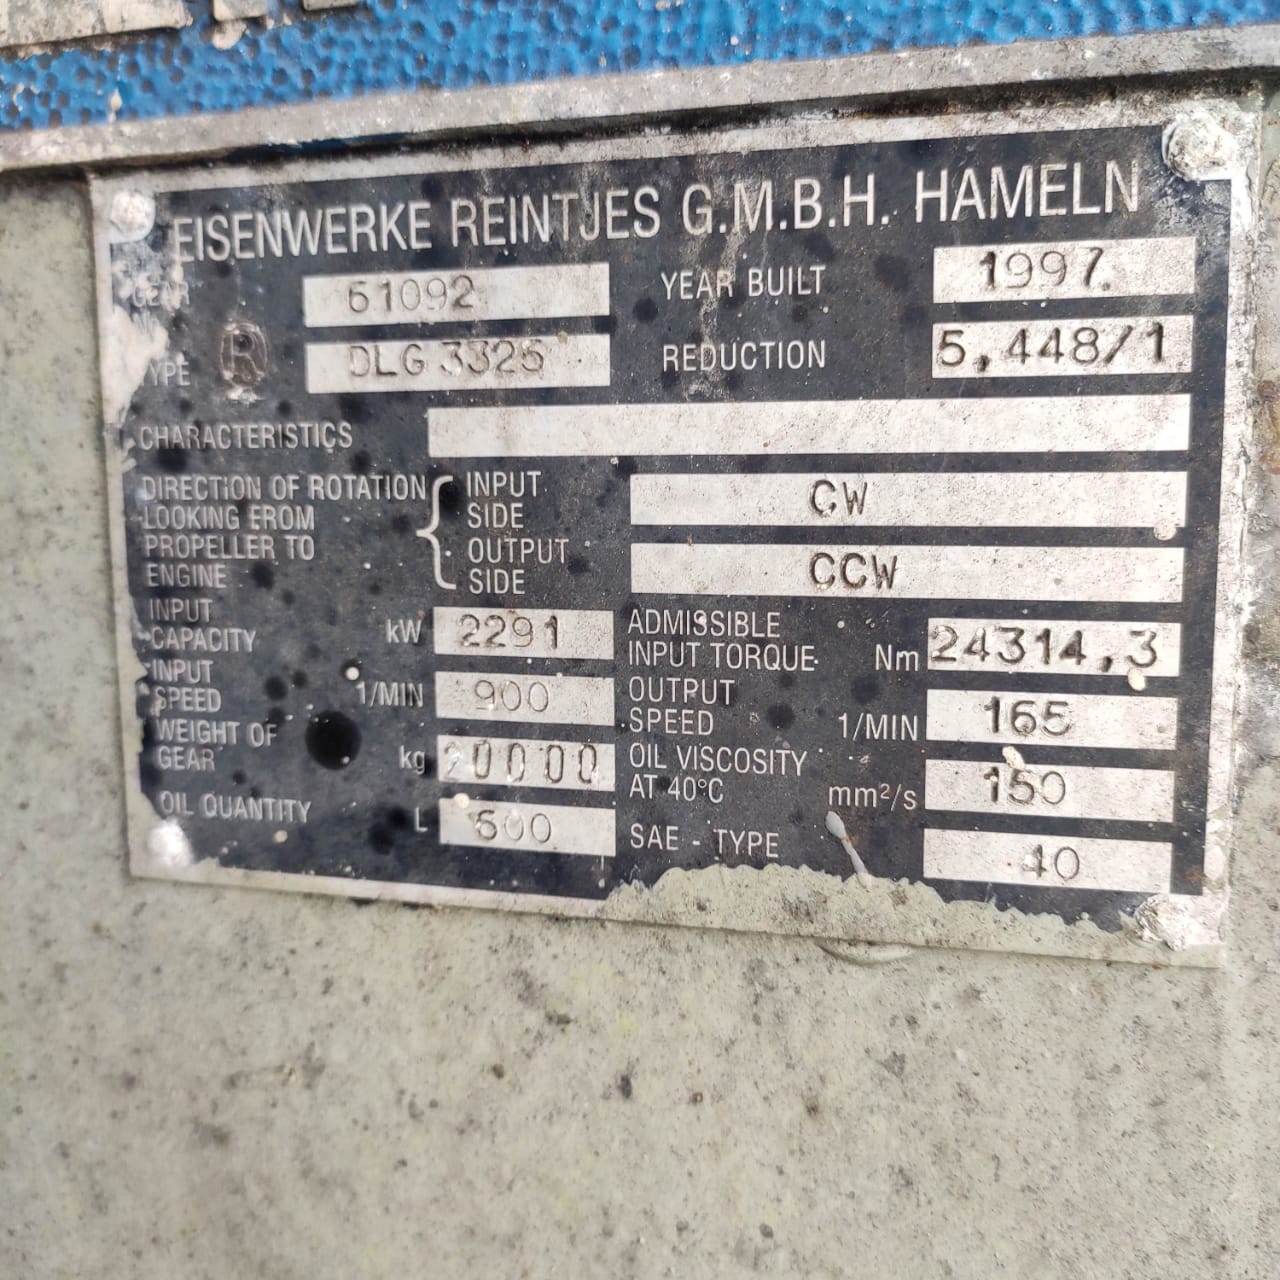 EISENWERKE REINTJES G.M.B.H. HAMELN
GEAR 61092 YEAR BUILT 1997
TYPE R DLG 3325 REDUCTION 5,448/1
CHARACTERISTICS
DIRECTION OF ROTATION
LOOKING FROM
PROPELLER TO
ENGINE
INPUT
SIDE
CW
OUTPUT
SIDE
CCW
INPUT
CAPACITY kW 2291
ADMISSIBLE
INPUT TORQUE Nm 24314,3
INPUT
SPEED 1/MIN 900
OUTPUT
SPEED 1/MIN 165
WEIGHT OF
GEAR kg 20000
OIL VISCOSITY
AT 40°C mm²/s 150
OIL QUANTITY L 600
SAE - TYPE 40